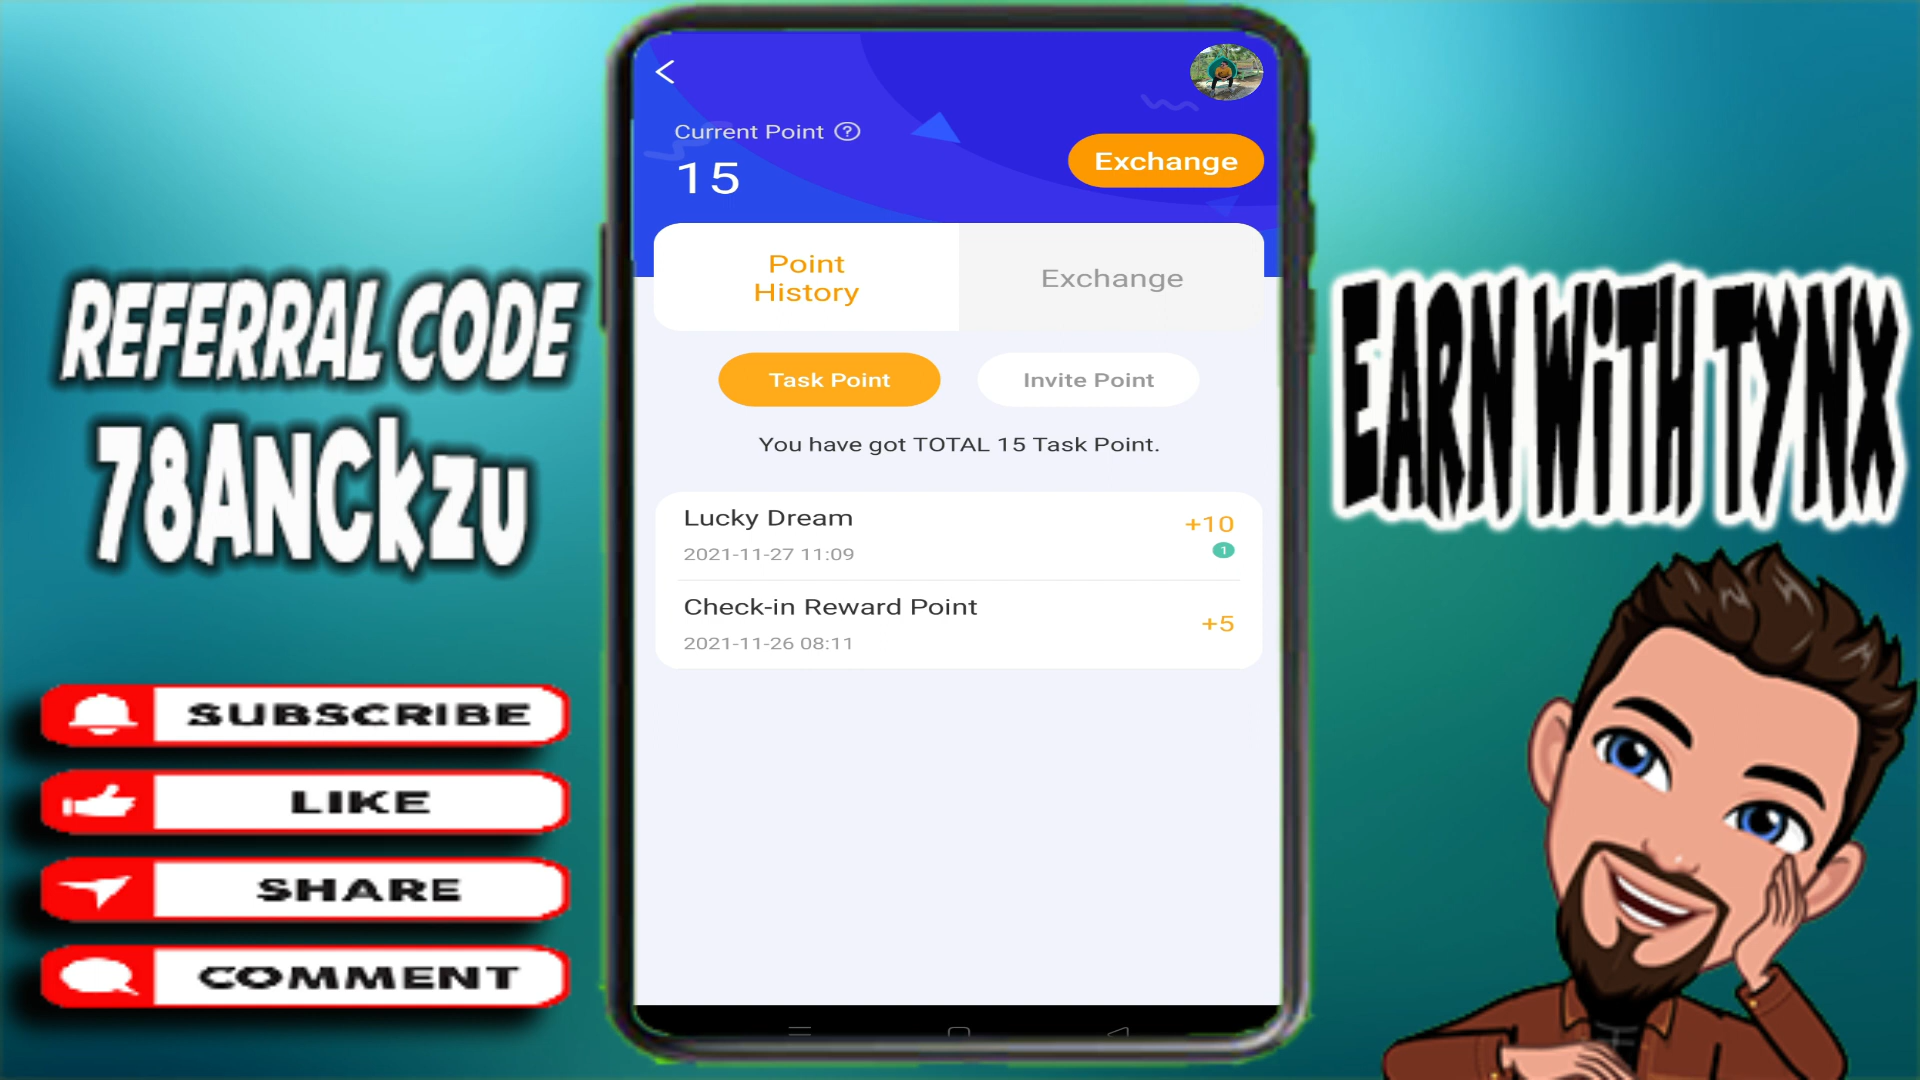 REFERRAL CODE
78ANCkzu
SUBSCRIBE
LIKE
SHARE
COMMENT
Current Point ?
15
Exchange
Point
History
Exchange
Task Point
Invite Point
You have got TOTAL 15 Task Point.
Lucky Dream
+10
2021-11-27 11:09
1
Check-in Reward Point
+5
2021-11-26 08:11
EARN WiTH TYNX